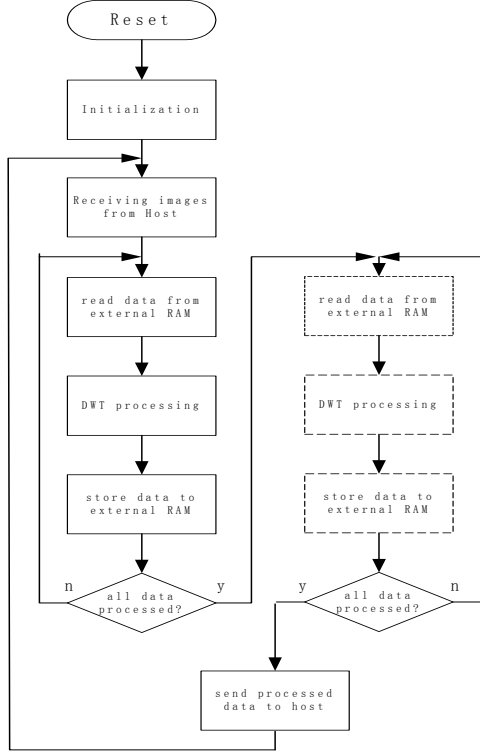 Reset
Initialization
Receiving images
from Host
read data from
external RAM
DWT processing
store data to
external RAM
n
all data
processed?
y
read data from
external RAM
DWT processing
store data to
external RAM
y
all data
processed?
n
send processed
data to host